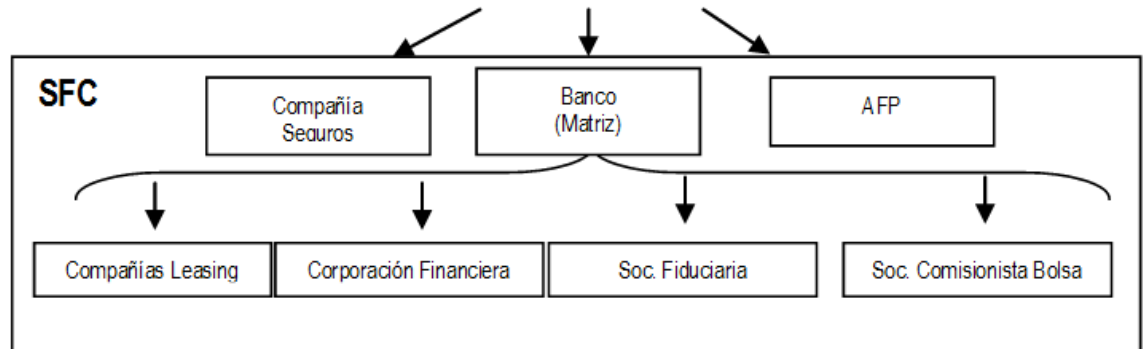 SFC
Compañía
Seguros
Banco
(Matriz)
AFP
Compañías Leasing
Corporación Financiera
Soc. Fiduciaria
Soc. Comisionista Bolsa